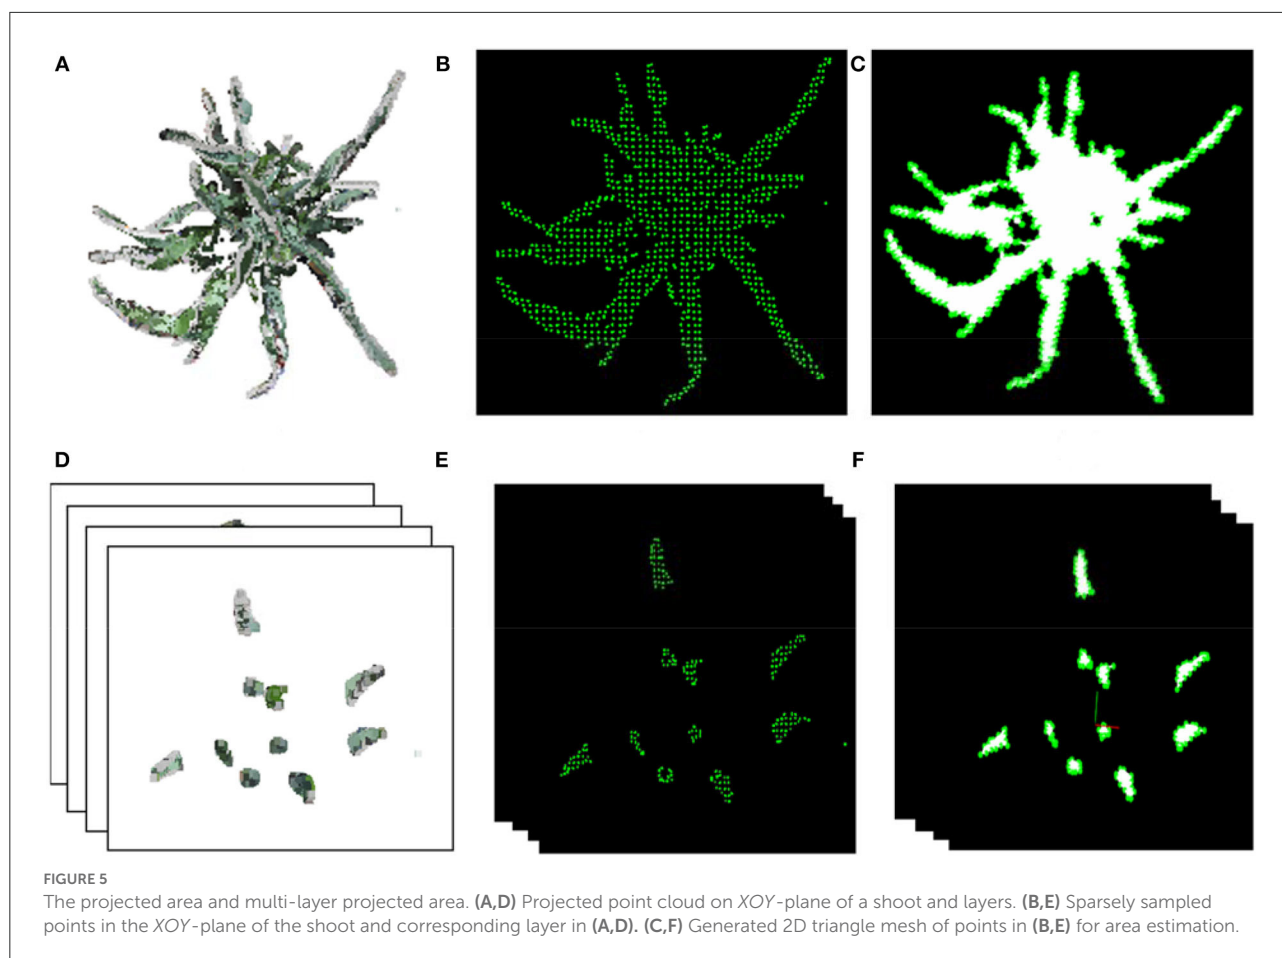 A
B
C
D
E
F
FIGURE 5
The projected area and multi-layer projected area. (A,D) Projected point cloud on XOY-plane of a shoot and layers. (B,E) Sparsely sampled
points in the XOY-plane of the shoot and corresponding layer in (A,D). (C,F) Generated 2D triangle mesh of points in (B,E) for area estimation.